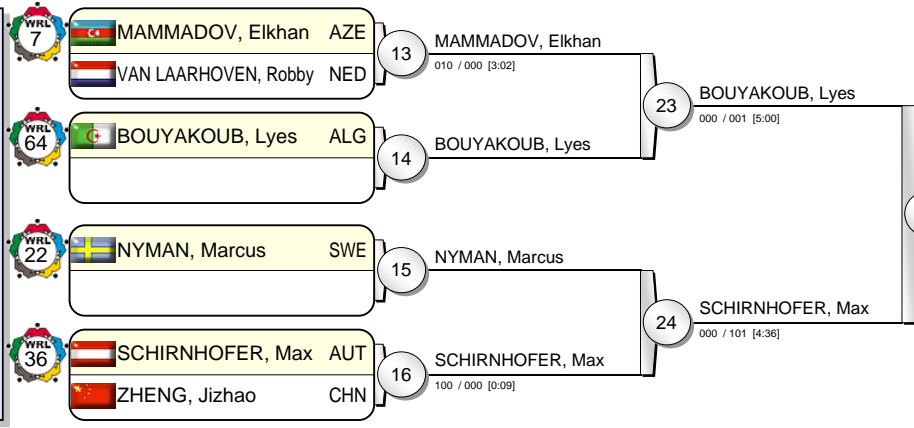 WRL
7
MAMMADOV, Elkhan AZE
VAN LAARHOVEN, Robby NED
13
MAMMADOV, Elkhan
010 / 000 [3:02]
WRL
64
BOUYAKOUB, Lyes ALG
14
BOUYAKOUB, Lyes
23
BOUYAKOUB, Lyes
000 / 001 [5:00]
WRL
22
NYMAN, Marcus SWE
15
NYMAN, Marcus
WRL
36
SCHIRNHOFER, Max AUT
ZHENG, Jizhao CHN
16
SCHIRNHOFER, Max
100 / 000 [0:09]
24
SCHIRNHOFER, Max
000 / 101 [4:36]